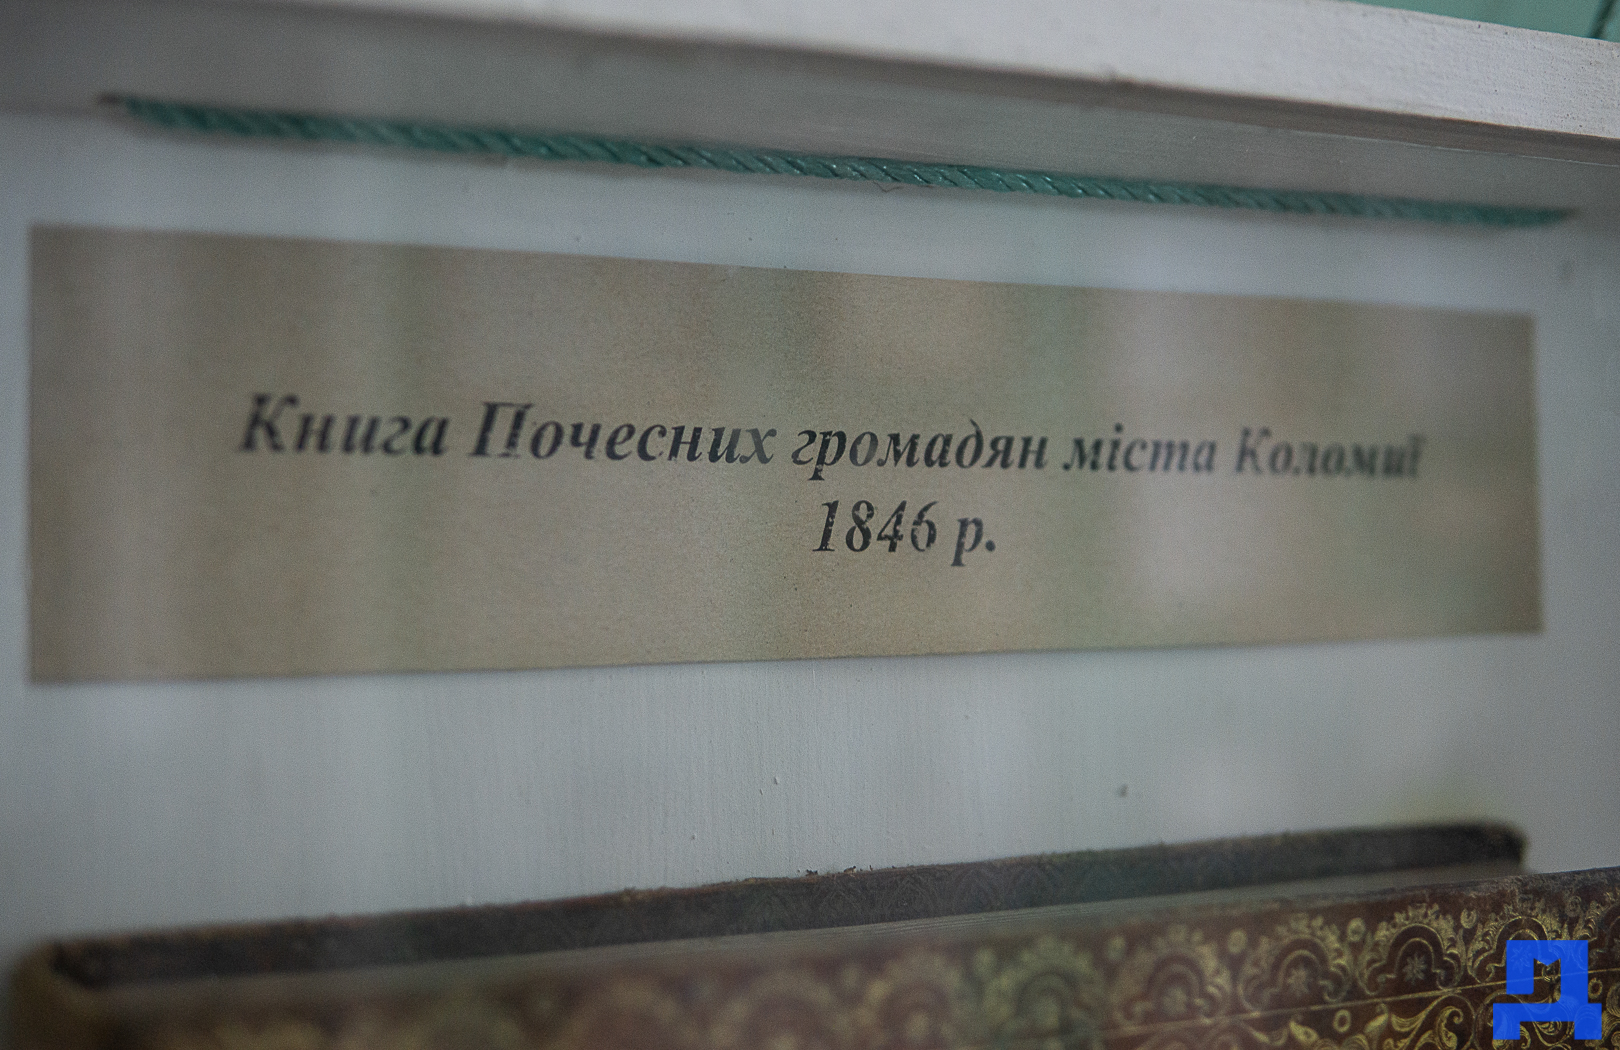 Книга Почесних громадян міста Коломиї
1846 р.